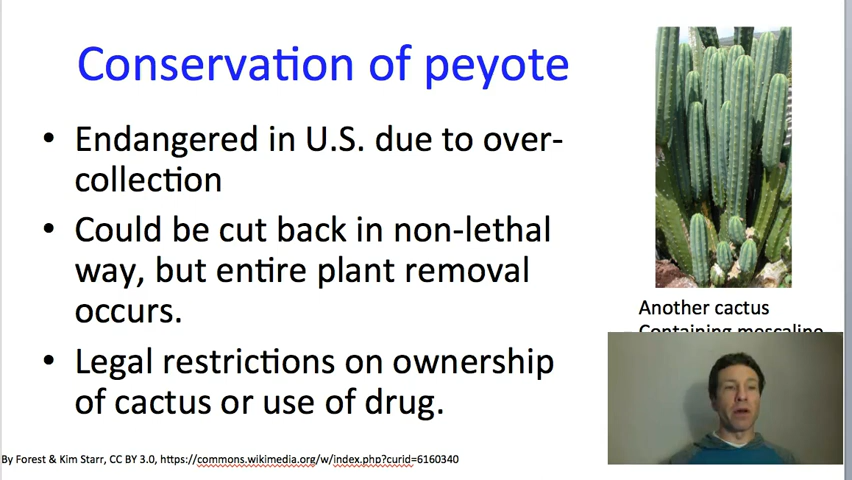 Conservation of peyote
• Endangered in U.S. due to over-
collection
• Could be cut back in non-lethal
way, but entire plant removal
occurs.
• Legal restrictions on ownership
of cactus or use of drug.
Another cactus
Containing mescaline
By Forest & Kim Starr, CC BY 3.0, https://commons.wikimedia.org/w/index.php?curid=6160340